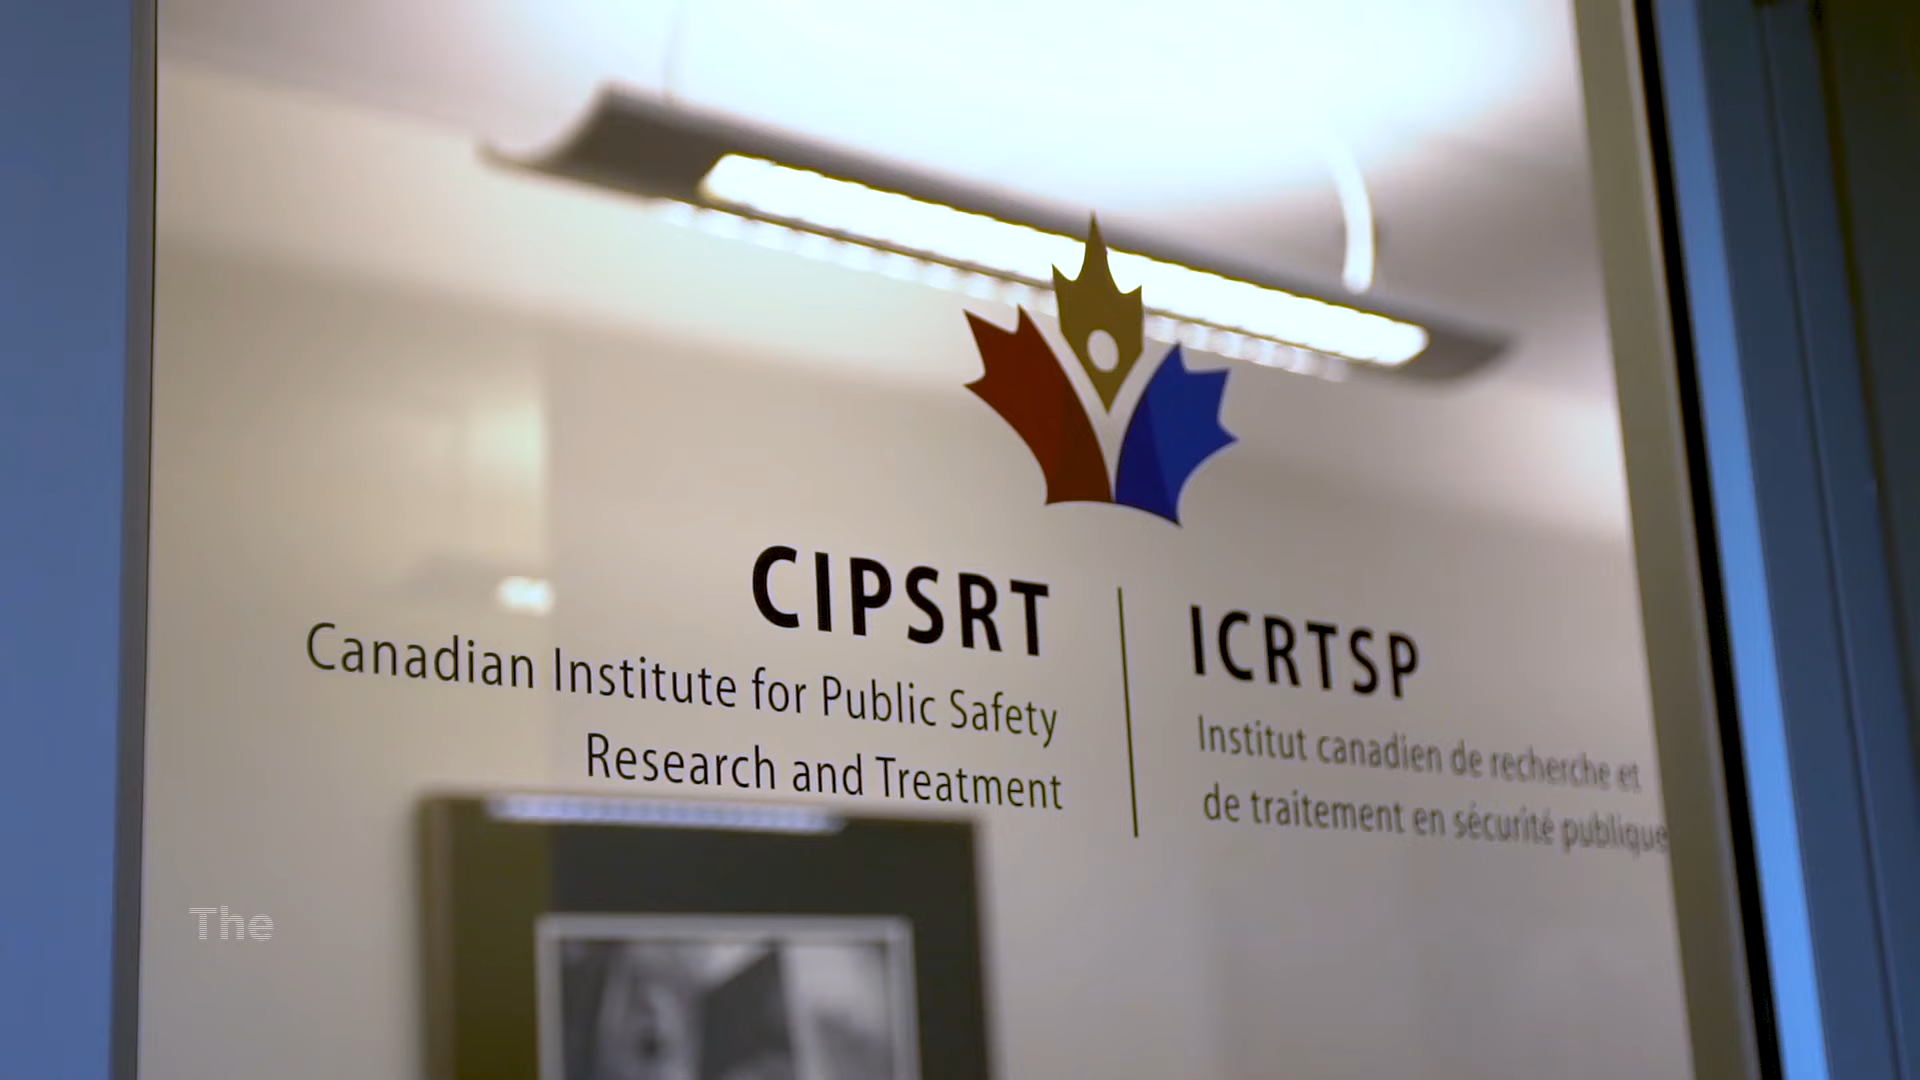 CIPSRT
Canadian Institute for Public Safety
Research and Treatment
ICRTSP
Institut canadien de recherche et
de traitement en sécurité publique
The